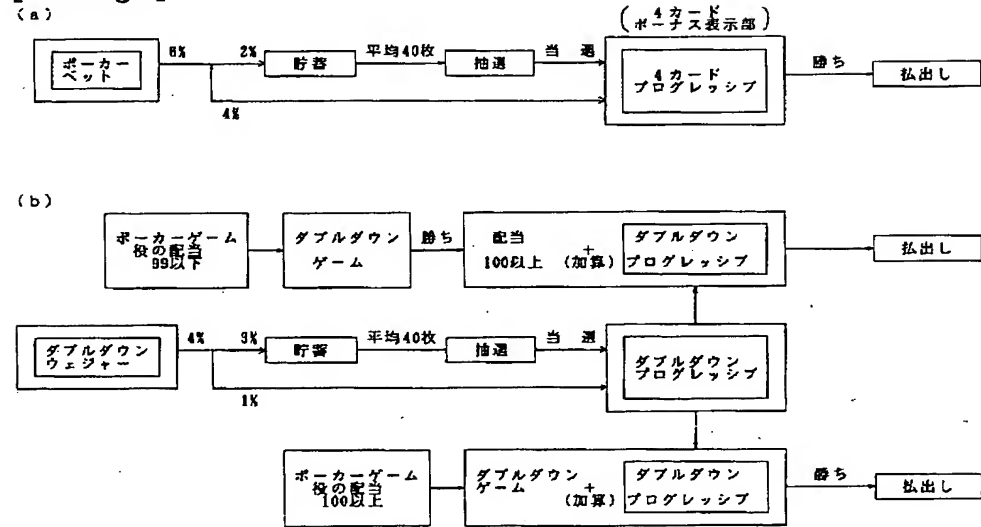 (a)
4カード
ボーナス表示部
ポーカー
ベット
6%
2%
貯蓄
平均40枚
抽選
当選
4カード
プログレッシブ
勝ち
払出し
4%
(b)
ポーカーゲーム
役の配当
99以下
ダブルダウン
ゲーム
勝ち
配当
100以上
+
(加算)
ダブルダウン
プログレッシブ
払出し
ダブルダウン
ウェジャー
4%
3%
貯蓄
平均40枚
抽選
当選
ダブルダウン
プログレッシブ
1%
ポーカーゲーム
役の配当
100以上
ダブルダウン
ゲーム
+
(加算)
ダブルダウン
プログレッシブ
勝ち
払出し